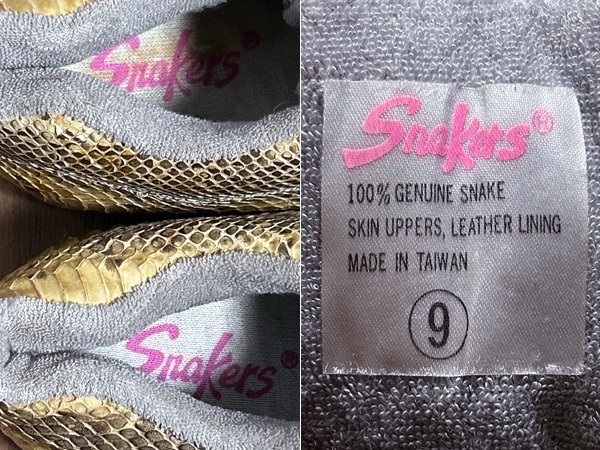 Snakers
Snakers®
Snakers®
100% GENUINE SNAKE
SKIN UPPERS, LEATHER LINING
MADE IN TAIWAN
9